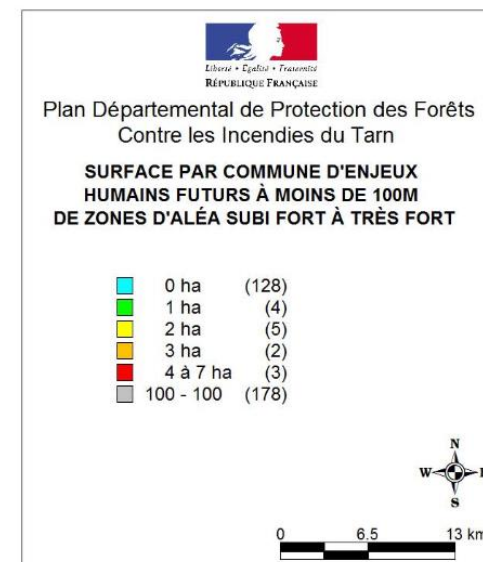 Liberté • Égalité • Fraternité
RÉPUBLIQUE FRANÇAISE
Plan Départemental de Protection des Forêts
Contre les Incendies du Tarn
SURFACE PAR COMMUNE D'ENJEUX
HUMAINS FUTURS À MOINS DE 100M
DE ZONES D'ALÉA SUBI FORT À TRÈS FORT
0 ha (128)
1 ha (4)
2 ha (5)
3 ha (2)
4 à 7 ha (3)
100 - 100 (178)
N
W E
S
0 6.5 13 km